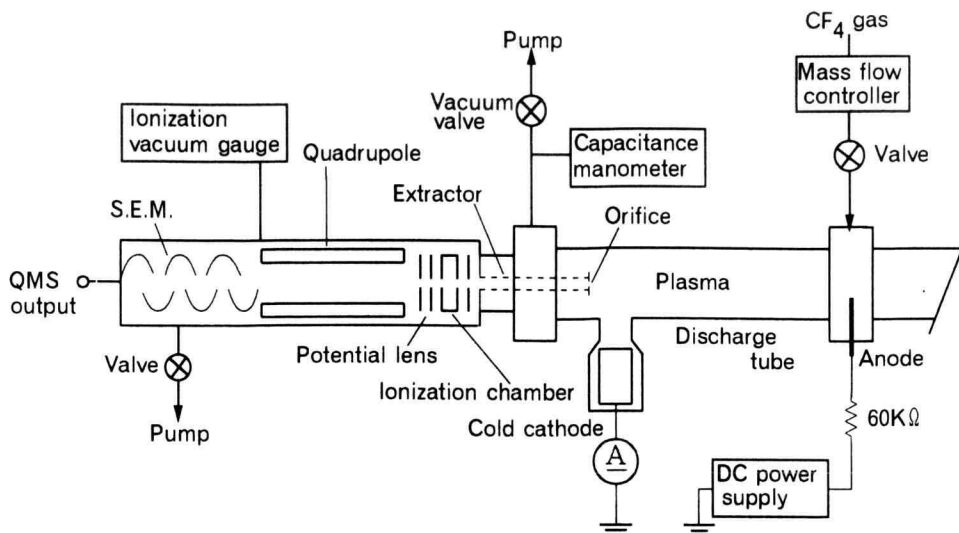 CF4 gas
Pump
Mass flow
controller
Vacuum
valve
Ionization
vacuum gauge
Quadrupole
Capacitance
manometer
Valve
Extractor
S.E.M.
Orifice
QMS
output
Plasma
Potential lens
Discharge
tube
Anode
Valve
Ionization chamber
Pump
Cold cathode
60KΩ
A
DC power
supply